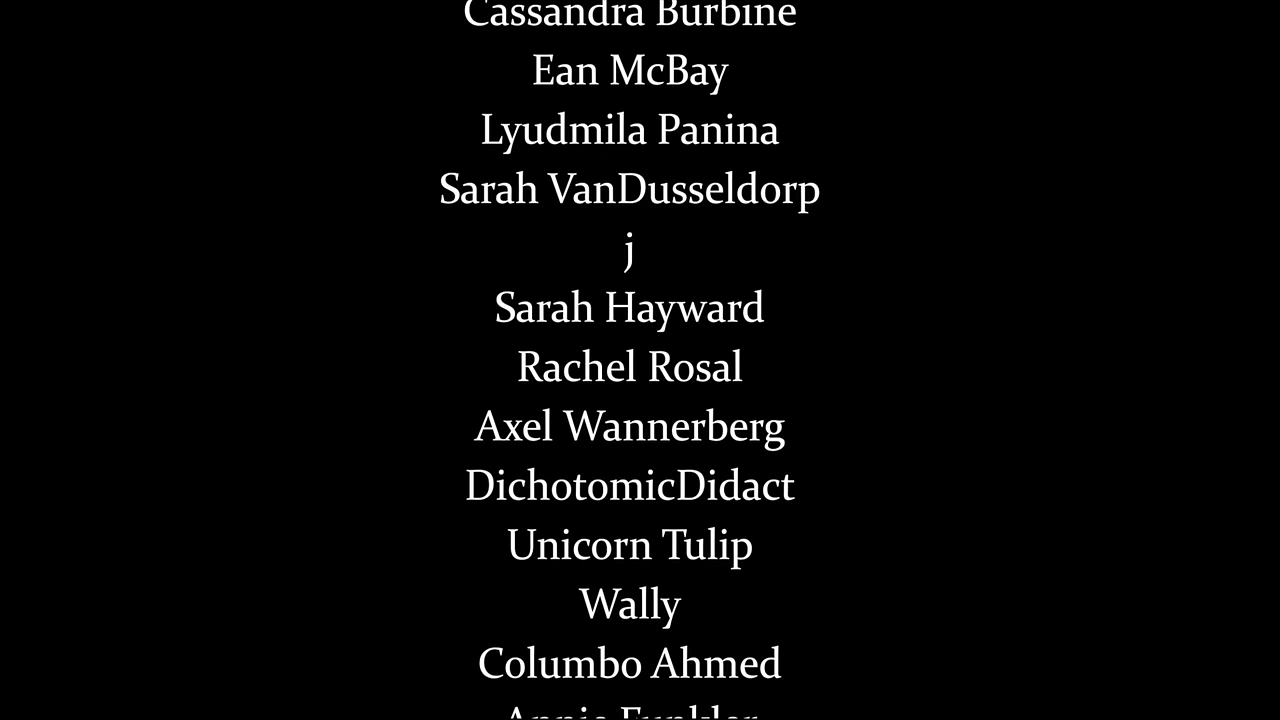 Cassandra Burbine
Ean McBay
Lyudmila Panina
Sarah VanDusseldorp
j
Sarah Hayward
Rachel Rosal
Axel Wannerberg
DichotomicDidact
Unicorn Tulip
Wally
Columbo Ahmed